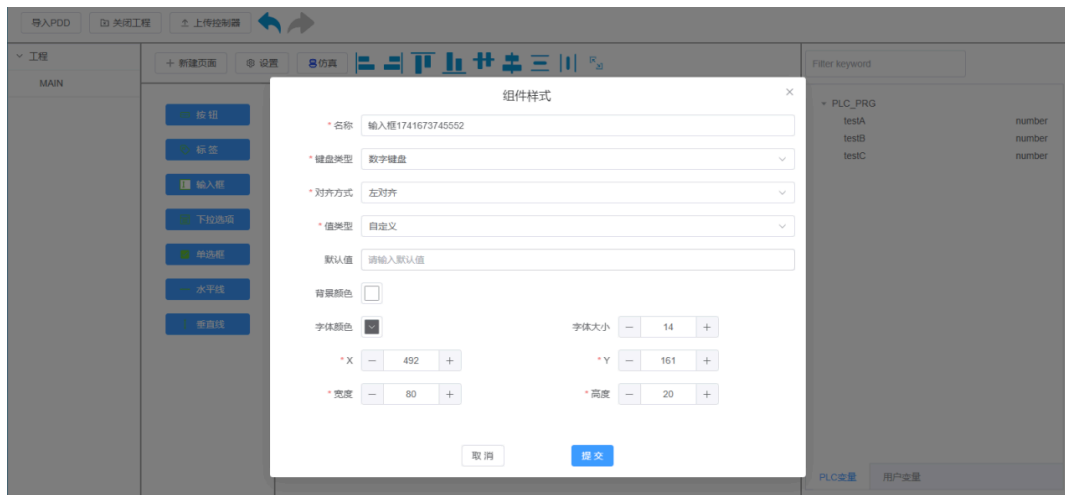 导入PDD 关闭工程 上传控制器
工程 新建页面 设置 仿真 Filter keyword
MAIN
按钮
标签
输入框
下拉选项
单选框
水平线
垂直线
组件样式
* 名称 输入框1741673745552
* 键盘类型 数字键盘
* 对齐方式 左对齐
* 值类型 自定义
默认值 请输入默认值
背景颜色
字体颜色 字体大小 — 14 +
* X — 492 + * Y — 161 +
* 宽度 — 80 + * 高度 — 20 +
取消 提交
PLC_PRG
testA number
testB number
testC number
PLC变量 用户变量